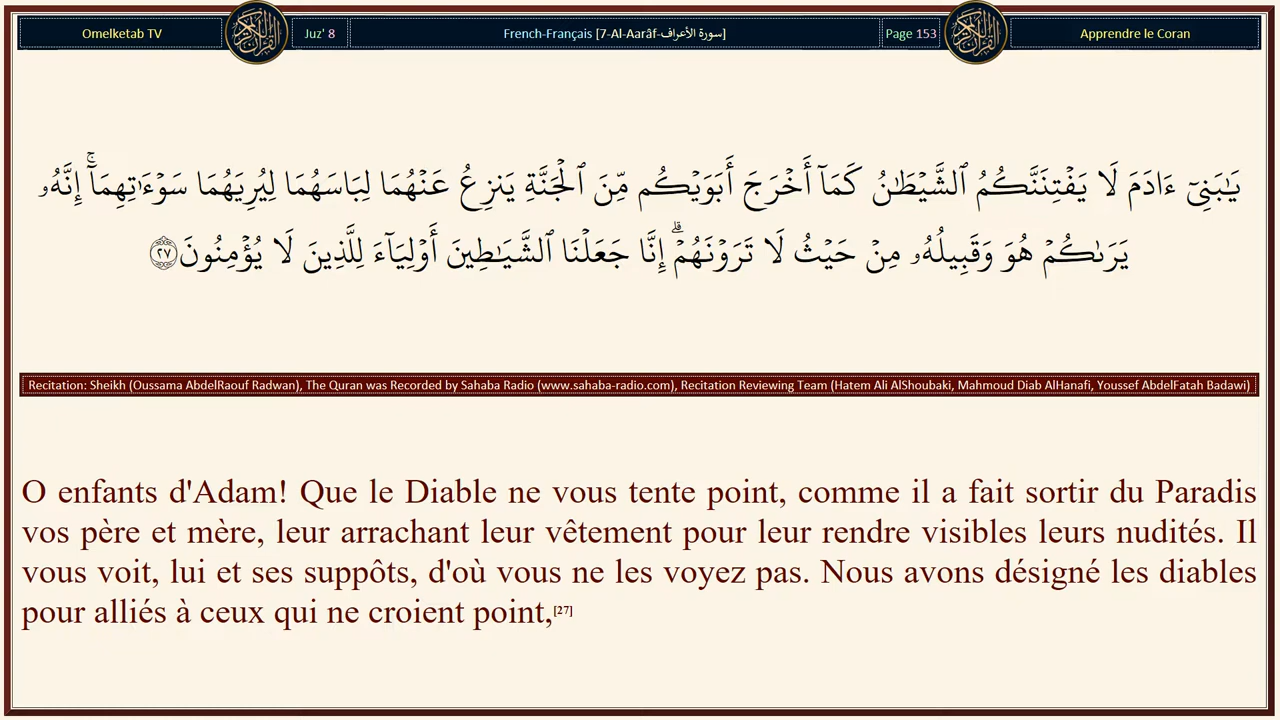 Omelketab TV
Juz' 8
French-Français [7-Al-Aarâf-سورة الأعراف]
Page 153
Apprendre le Coran
يَـٰبَنِىٓ ءَادَمَ لَا يَفْتِنَنَّكُمُ ٱلشَّيْطَـٰنُ كَمَآ أَخْرَجَ أَبَوَيْكُم مِّنَ ٱلْجَنَّةِ يَنزِعُ عَنْهُمَا لِبَاسَهُمَا لِيُرِيَهُمَا سَوْءَٰتِهِمَآ ۚ إِنَّهُۥ
يَرَىٰكُمْ هُوَ وَقَبِيلُهُۥ مِنْ حَيْثُ لَا تَرَوْنَهُمْ ۗ إِنَّا جَعَلْنَا ٱلشَّيَـٰطِينَ أَوْلِيَآءَ لِلَّذِينَ لَا يُؤْمِنُونَ ٢٧
Recitation: Sheikh (Oussama AbdelRaouf Radwan), The Quran was Recorded by Sahaba Radio (www.sahaba-radio.com), Recitation Reviewing Team (Hatem Ali AlShoubaki, Mahmoud Diab AlHanafi, Youssef AbdelFatah Badawi)
O enfants d'Adam! Que le Diable ne vous tente point, comme il a fait sortir du Paradis
vos père et mère, leur arrachant leur vêtement pour leur rendre visibles leurs nudités. Il
vous voit, lui et ses suppôts, d'où vous ne les voyez pas. Nous avons désigné les diables
pour alliés à ceux qui ne croient point,[27]